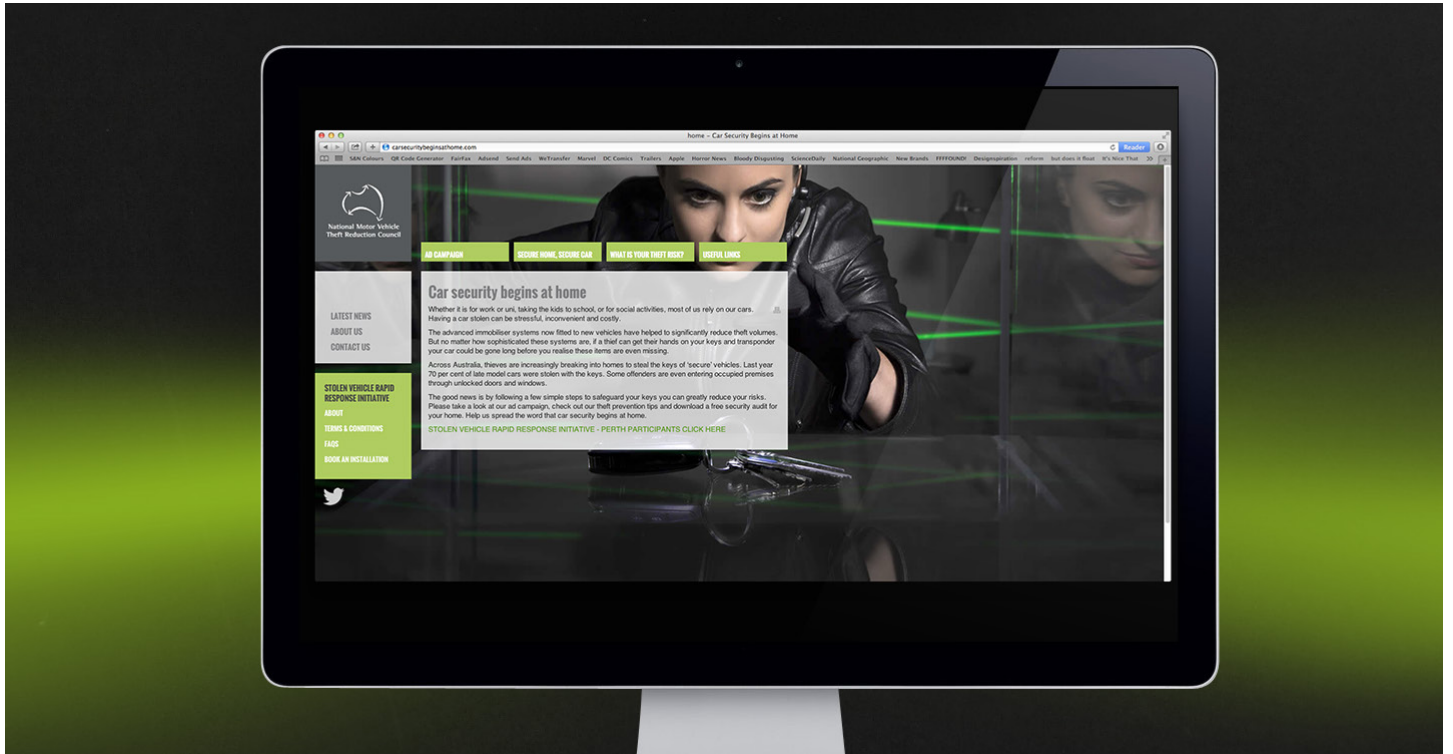 home – Car Security Begins at Home
carsecuritybeginsathome.com
Reader
S&N Colours QR Code Generator FairFax Adsend Send Ads WeTransfer Marvel DC Comics Trailers Apple Horror News Bloody Disgusting ScienceDaily National Geographic New Brands FFFFOUND! Designspiration reform but does it float It's Nice That
National Motor Vehicle
Theft Reduction Council
AD CAMPAIGN
SECURE HOME, SECURE CAR
WHAT IS YOUR THEFT RISK?
USEFUL LINKS
LATEST NEWS
ABOUT US
CONTACT US
STOLEN VEHICLE RAPID
RESPONSE INITIATIVE
ABOUT
TERMS & CONDITIONS
FAQS
BOOK AN INSTALLATION
Car security begins at home
Whether it is for work or uni, taking the kids to school, or for social activities, most of us rely on our cars.
Having a car stolen can be stressful, inconvenient and costly.
The advanced immobiliser systems now fitted to new vehicles have helped to significantly reduce theft volumes.
But no matter how sophisticated these systems are, if a thief can get their hands on your keys and transponder
your car could be gone long before you realise these items are even missing.
Across Australia, thieves are increasingly breaking into homes to steal the keys of 'secure' vehicles. Last year
70 per cent of late model cars were stolen with the keys. Some offenders are even entering occupied premises
through unlocked doors and windows.
The good news is by following a few simple steps to safeguard your keys you can greatly reduce your risks.
Please take a look at our ad campaign, check out our theft prevention tips and download a free security audit for
your home. Help us spread the word that car security begins at home.
STOLEN VEHICLE RAPID RESPONSE INITIATIVE - PERTH PARTICIPANTS CLICK HERE